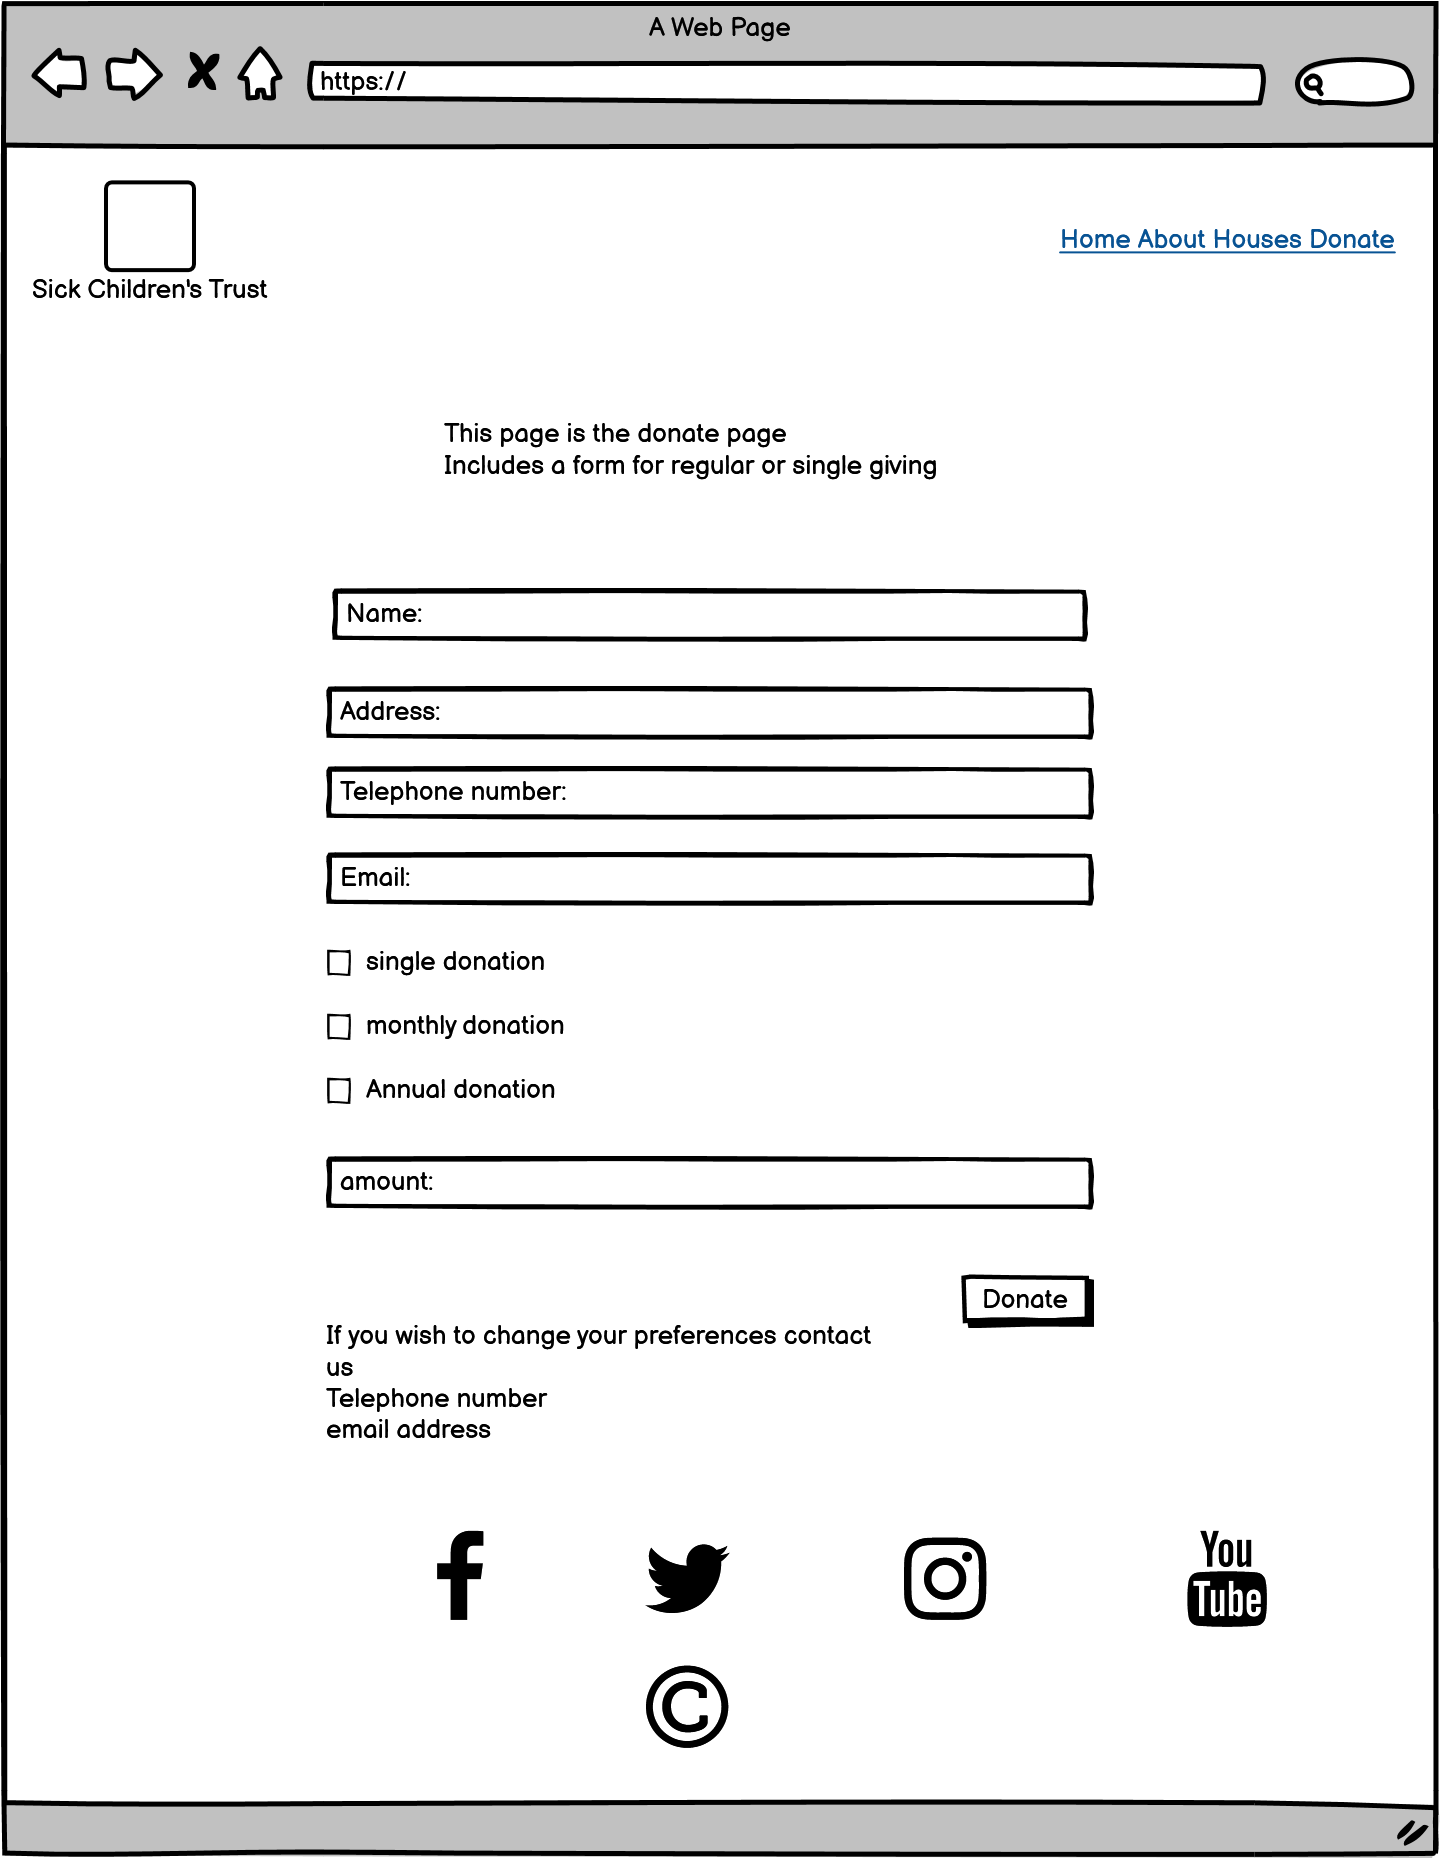 A Web Page
https://
Home About Houses Donate
Sick Children's Trust
This page is the donate page
Includes a form for regular or single giving
Name:
Address:
Telephone number:
Email:
single donation
monthly donation
Annual donation
amount:
Donate
If you wish to change your preferences contact
us
Telephone number
email address
f
You
Tube
©